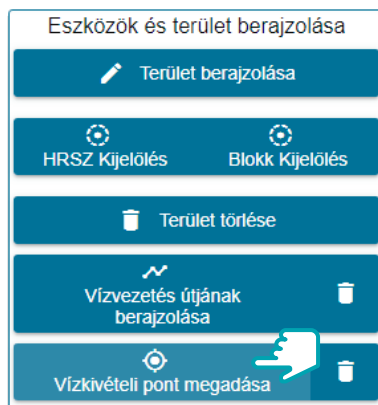 Eszközök és terület berajzolása
Terület berajzolása
HRSZ Kijelölés
Blokk Kijelölés
Terület törlése
Vízvezetés útjának
berajzolása
Vízkivételi pont megadása